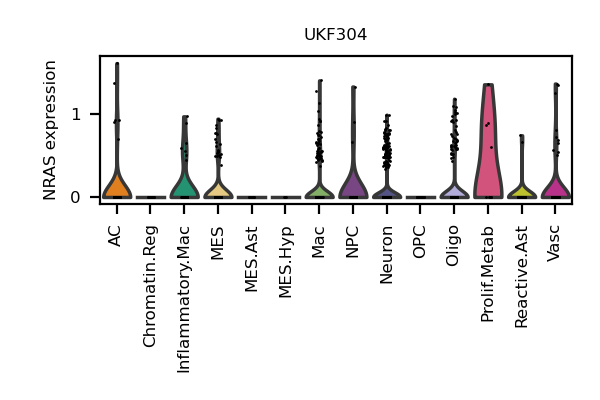 UKF304
NRAS expression
1
0
AC
Chromatin.Reg
Inflammatory.Mac
MES
MES.Ast
MES.Hyp
Mac
NPC
Neuron
OPC
Oligo
Prolif.Metab
Reactive.Ast
Vasc